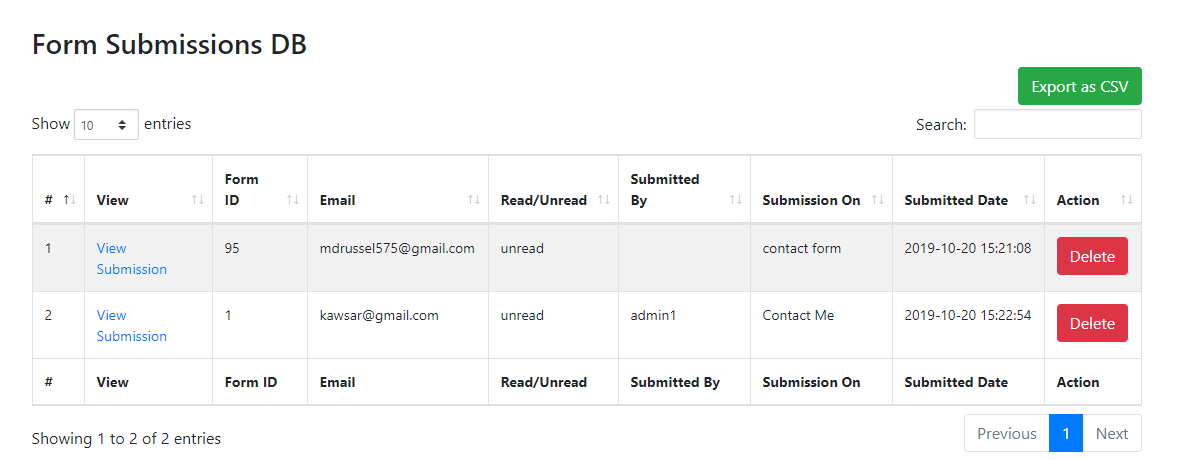 Form Submissions DB
Export as CSV
Show 10 entries Search:
# View Form ID Email Read/Unread Submitted By Submission On Submitted Date Action
1 View Submission 95 mdrussel575@gmail.com unread contact form 2019-10-20 15:21:08 Delete
2 View Submission 1 kawsar@gmail.com unread admin1 Contact Me 2019-10-20 15:22:54 Delete
# View Form ID Email Read/Unread Submitted By Submission On Submitted Date Action
Showing 1 to 2 of 2 entries Previous 1 Next